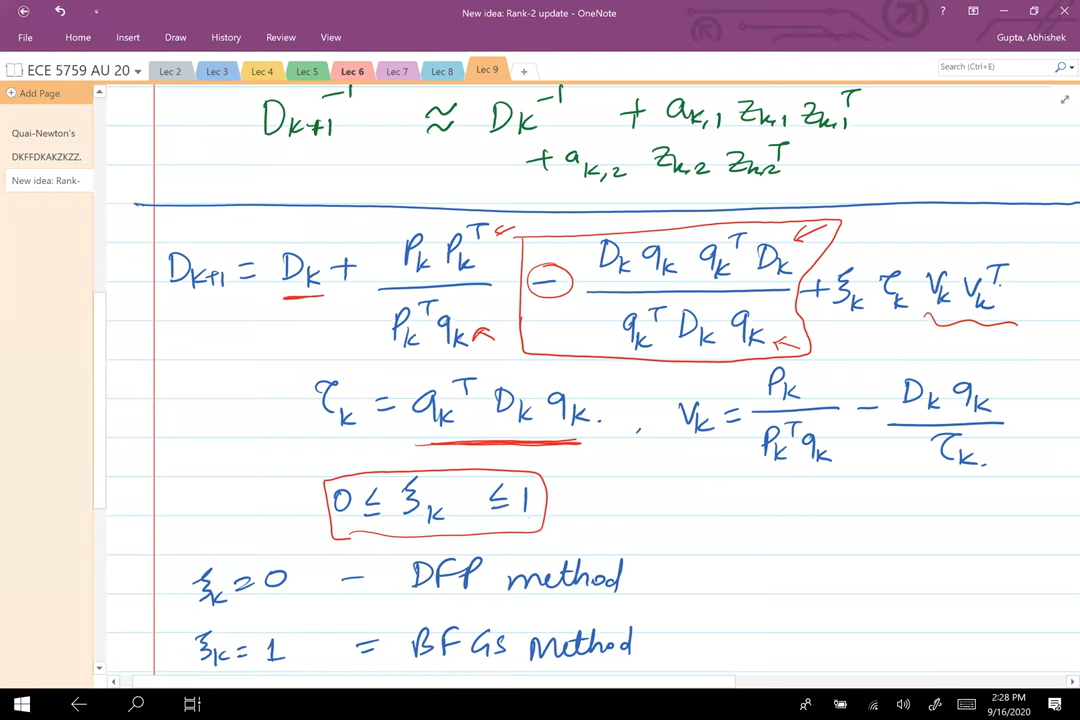 New idea: Rank-2 update - OneNote
Gupta, Abhishek
File Home Insert Draw History Review View
ECE 5759 AU 20 Lec 2 Lec 3 Lec 4 Lec 5 Lec 6 Lec 7 Lec 8 Lec 9
Search (Ctrl+E)
Add Page
Quai-Newton's
DKFFDKAKZKZZ.
New idea: Rank-
D_{k+1}^{-1} ≈ D_k^{-1} + a_{k,1} z_{k,1} z_{k,1}^T
+ a_{k,2} z_{k,2} z_{k,2}^T
D_{k+1} = D_k + \frac{p_k p_k^T}{p_k^T q_k} - \frac{D_k q_k q_k^T D_k}{q_k^T D_k q_k} + ξ_k τ_k v_k v_k^T
τ_k = q_k^T D_k q_k. , v_k = \frac{p_k}{p_k^T q_k} - \frac{D_k q_k}{τ_k.}
0 ≤ ξ_k ≤ 1
ξ_k = 0 - DFP method
ξ_k = 1 = BFGS Method
2:28 PM
9/16/2020